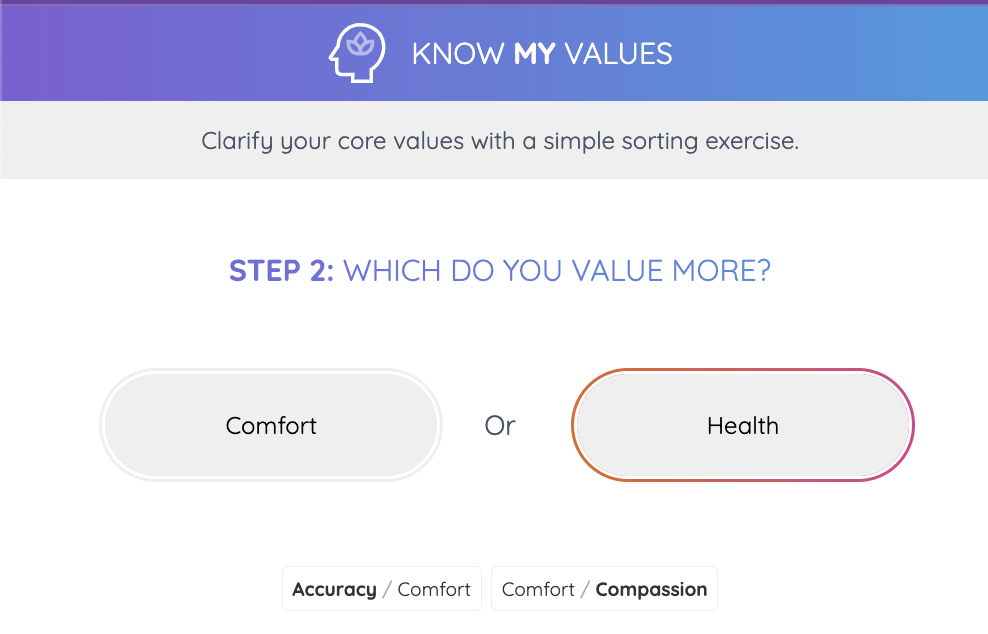 KNOW MY VALUES
Clarify your core values with a simple sorting exercise.
STEP 2: WHICH DO YOU VALUE MORE?
Comfort Or Health
Accuracy / Comfort Comfort / Compassion